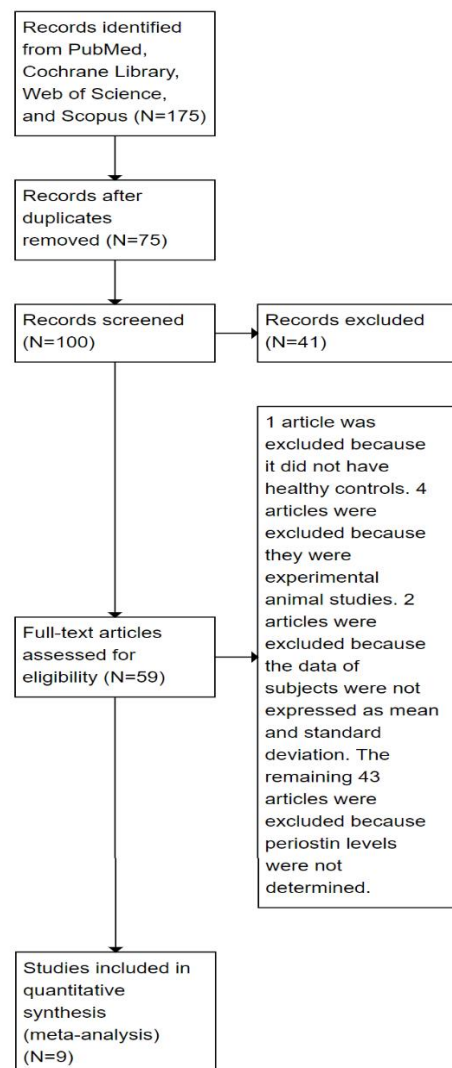 Records identified
from PubMed,
Cochrane Library,
Web of Science,
and Scopus (N=175)
Records after
duplicates
removed (N=75)
Records screened
(N=100)
Records excluded
(N=41)
1 article was
excluded because
it did not have
healthy controls. 4
articles were
excluded because
they were
experimental
animal studies. 2
articles were
excluded because
the data of
subjects were not
expressed as mean
and standard
deviation. The
remaining 43
articles were
excluded because
periostin levels
were not
determined.
Full-text articles
assessed for
eligibility (N=59)
Studies included in
quantitative
synthesis
(meta-analysis)
(N=9)